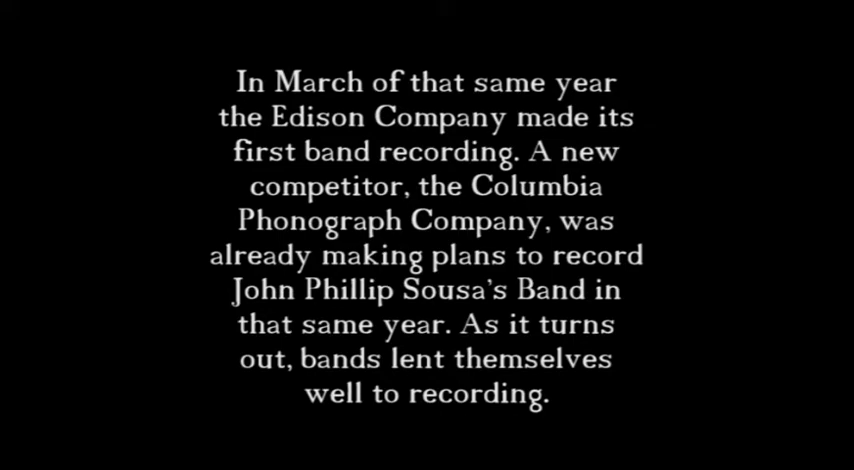 In March of that same year
the Edison Company made its
first band recording. A new
competitor, the Columbia
Phonograph Company, was
already making plans to record
John Phillip Sousa's Band in
that same year. As it turns
out, bands lent themselves
well to recording.